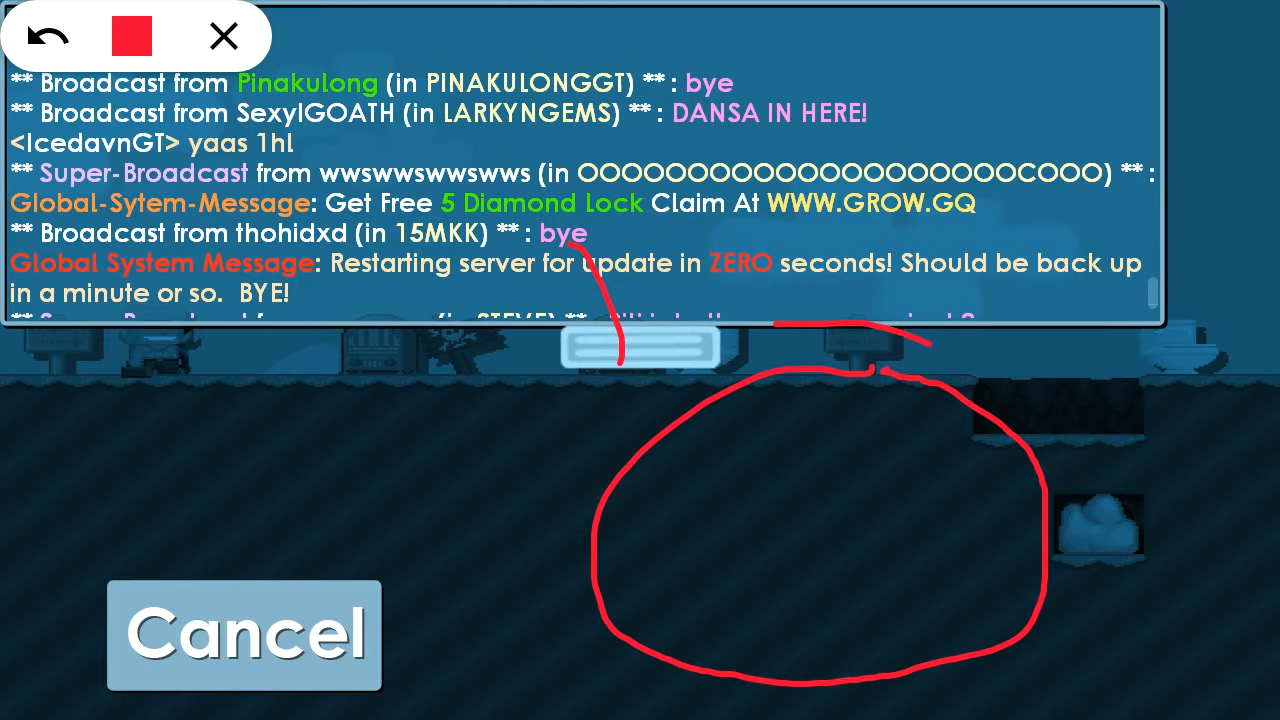 ** Broadcast from Pinakulong (in PINAKULONGGT) ** : bye
** Broadcast from SexyIGOATH (in LARKYNGEMS) ** : DANSA IN HERE!
<IcedavnGT> yaas 1hl
** Super-Broadcast from wwswwswwswws (in OOOOOOOOOOOOOOOOOOOOCOOO) ** :
Global-Sytem-Message: Get Free 5 Diamond Lock Claim At WWW.GROW.GQ
** Broadcast from thohidxd (in 15MKK) ** : bye
Global System Message: Restarting server for update in ZERO seconds! Should be back up
in a minute or so. BYE!
Cancel